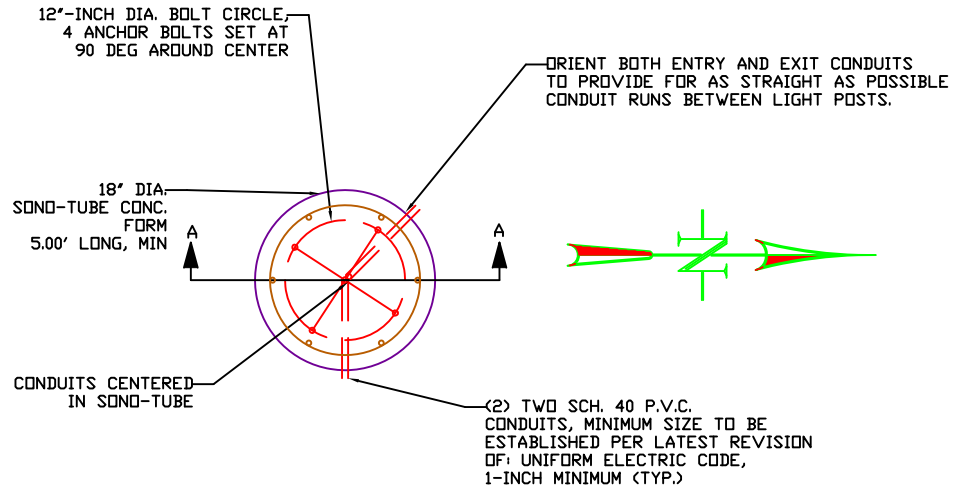 12"-INCH DIA. BOLT CIRCLE,
4 ANCHOR BOLTS SET AT
90 DEG AROUND CENTER
ORIENT BOTH ENTRY AND EXIT CONDUITS
TO PROVIDE FOR AS STRAIGHT AS POSSIBLE
CONDUIT RUNS BETWEEN LIGHT POSTS.
18" DIA.
SONO-TUBE CONC.
FORM
5.00' LONG, MIN
A
A
N
CONDUITS CENTERED
IN SONO-TUBE
(2) TWO SCH. 40 P.V.C.
CONDUITS, MINIMUM SIZE TO BE
ESTABLISHED PER LATEST REVISION
OF: UNIFORM ELECTRIC CODE,
1-INCH MINIMUM (TYP.)